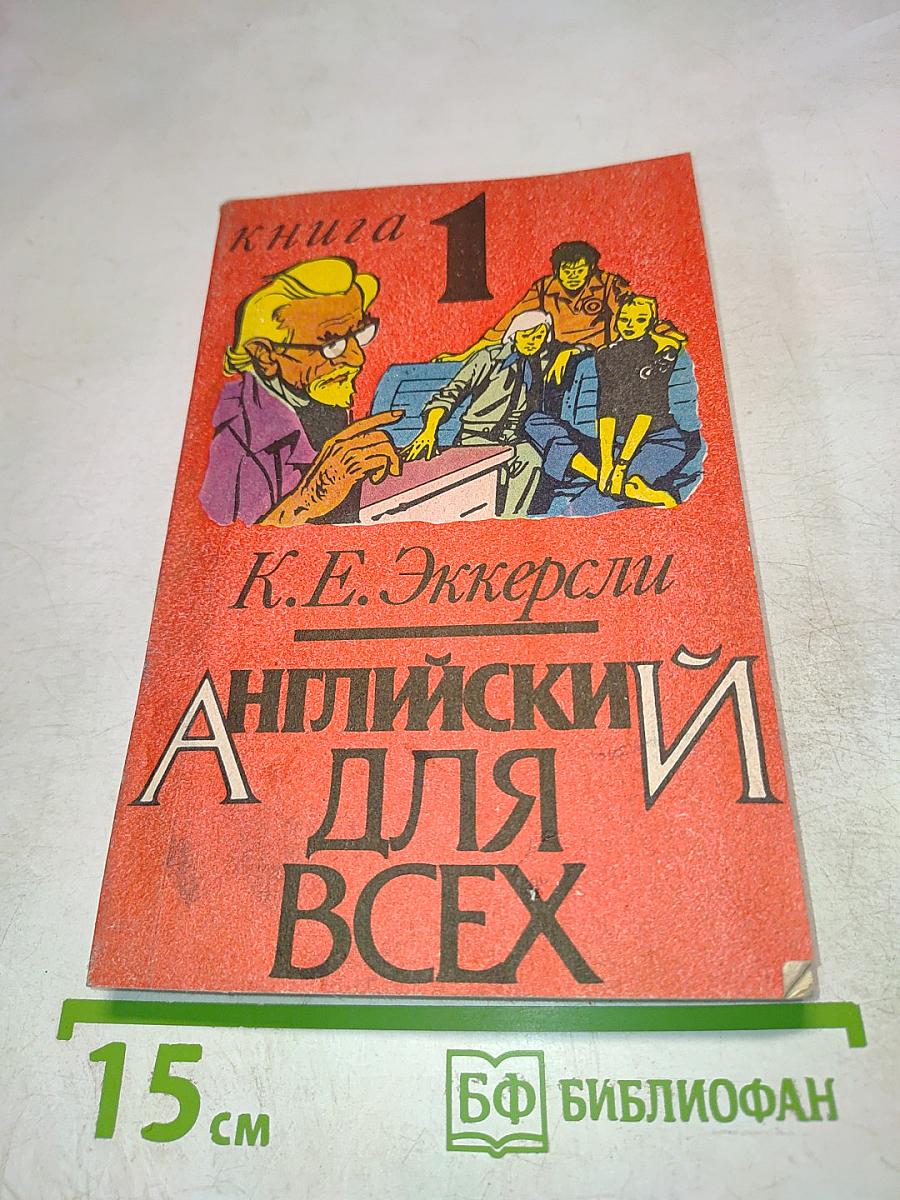 книга 1
К.Е.Эккерсли
АНГЛИЙСКИЙ
ДЛЯ
ВСЕХ
15 см
БФ БИБЛИОФАН